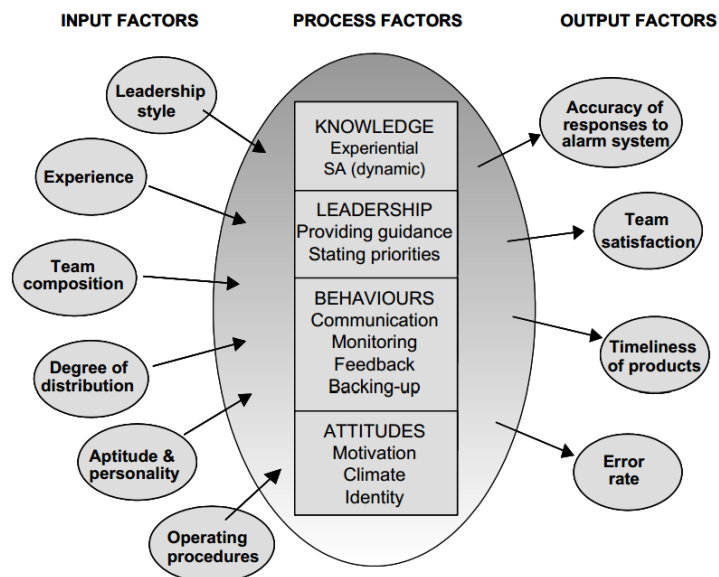 INPUT FACTORS
PROCESS FACTORS
OUTPUT FACTORS
Leadership
style
Experience
Team
composition
Degree of
distribution
Aptitude &
personality
Operating
procedures
KNOWLEDGE
Experiential
SA (dynamic)
LEADERSHIP
Providing guidance
Stating priorities
BEHAVIOURS
Communication
Monitoring
Feedback
Backing-up
ATTITUDES
Motivation
Climate
Identity
Accuracy of
responses to
alarm system
Team
satisfaction
Timeliness
of products
Error
rate